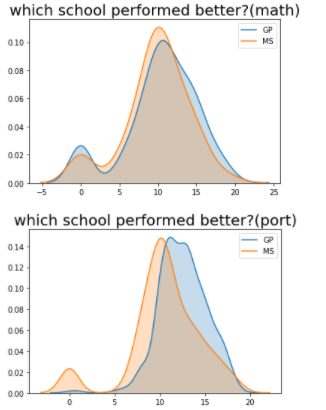 which school performed better?(math)
GP
MS
0.10
0.08
0.06
0.04
0.02
0.00
−5 0 5 10 15 20 25
which school performed better?(port)
GP
MS
0.14
0.12
0.10
0.08
0.06
0.04
0.02
0.00
0 5 10 15 20